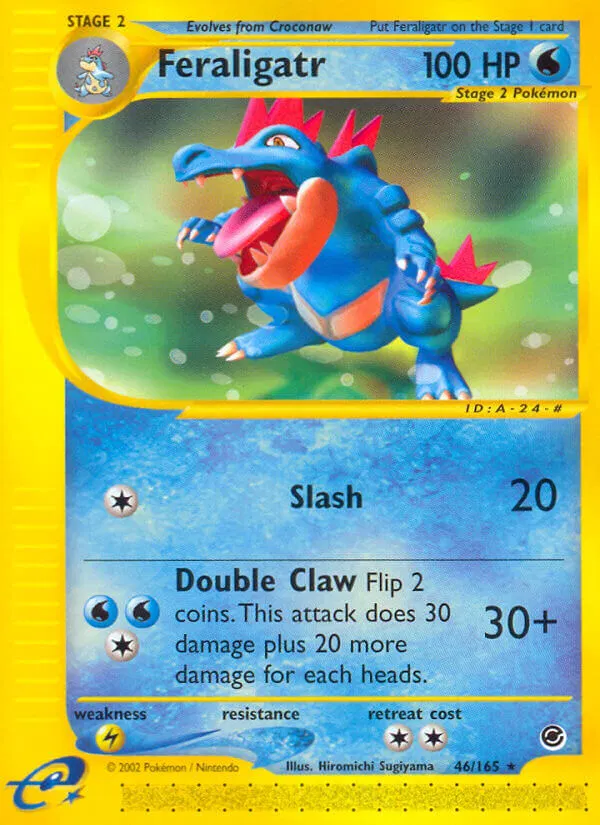 STAGE 2 Evolves from Croconaw Put Feraligatr on the Stage 1 card
Feraligatr 100 HP
Stage 2 Pokémon
ID:A-24-#
Slash 20
Double Claw Flip 2
coins. This attack does 30
damage plus 20 more
damage for each heads.
30+
weakness resistance retreat cost
© 2002 Pokémon / Nintendo Illus. Hiromichi Sugiyama 46/165 ★
e